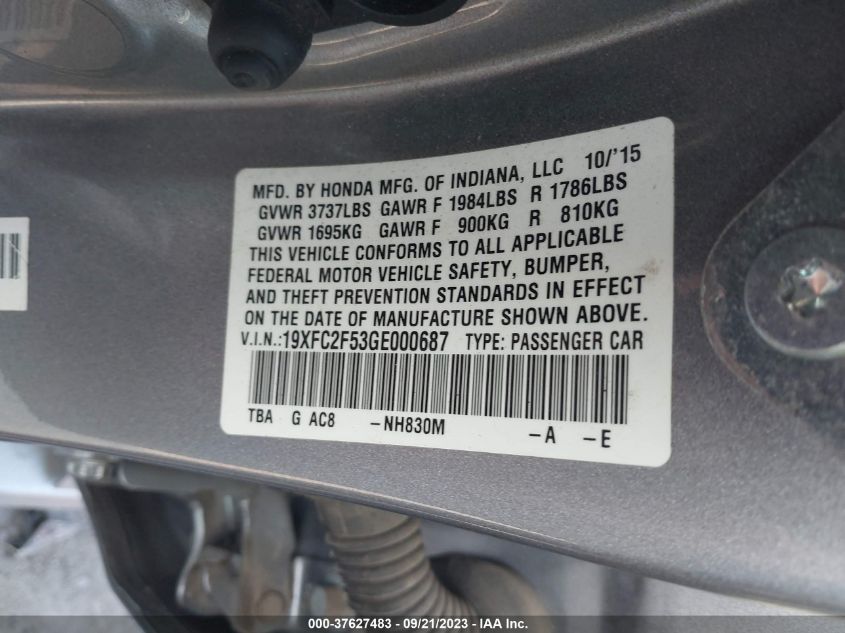 MFD. BY HONDA MFG. OF INDIANA, LLC 10/'15
GVWR 3737LBS GAWR F 1984LBS R 1786LBS
GVWR 1695KG GAWR F 900KG R 810KG
THIS VEHICLE CONFORMS TO ALL APPLICABLE
FEDERAL MOTOR VEHICLE SAFETY, BUMPER,
AND THEFT PREVENTION STANDARDS IN EFFECT
ON THE DATE OF MANUFACTURE SHOWN ABOVE.
V.I.N.:19XFC2F53GE000687 TYPE: PASSENGER CAR
TBA G AC8 -NH830M -A -E
000-37627483 - 09/21/2023 - IAA Inc.